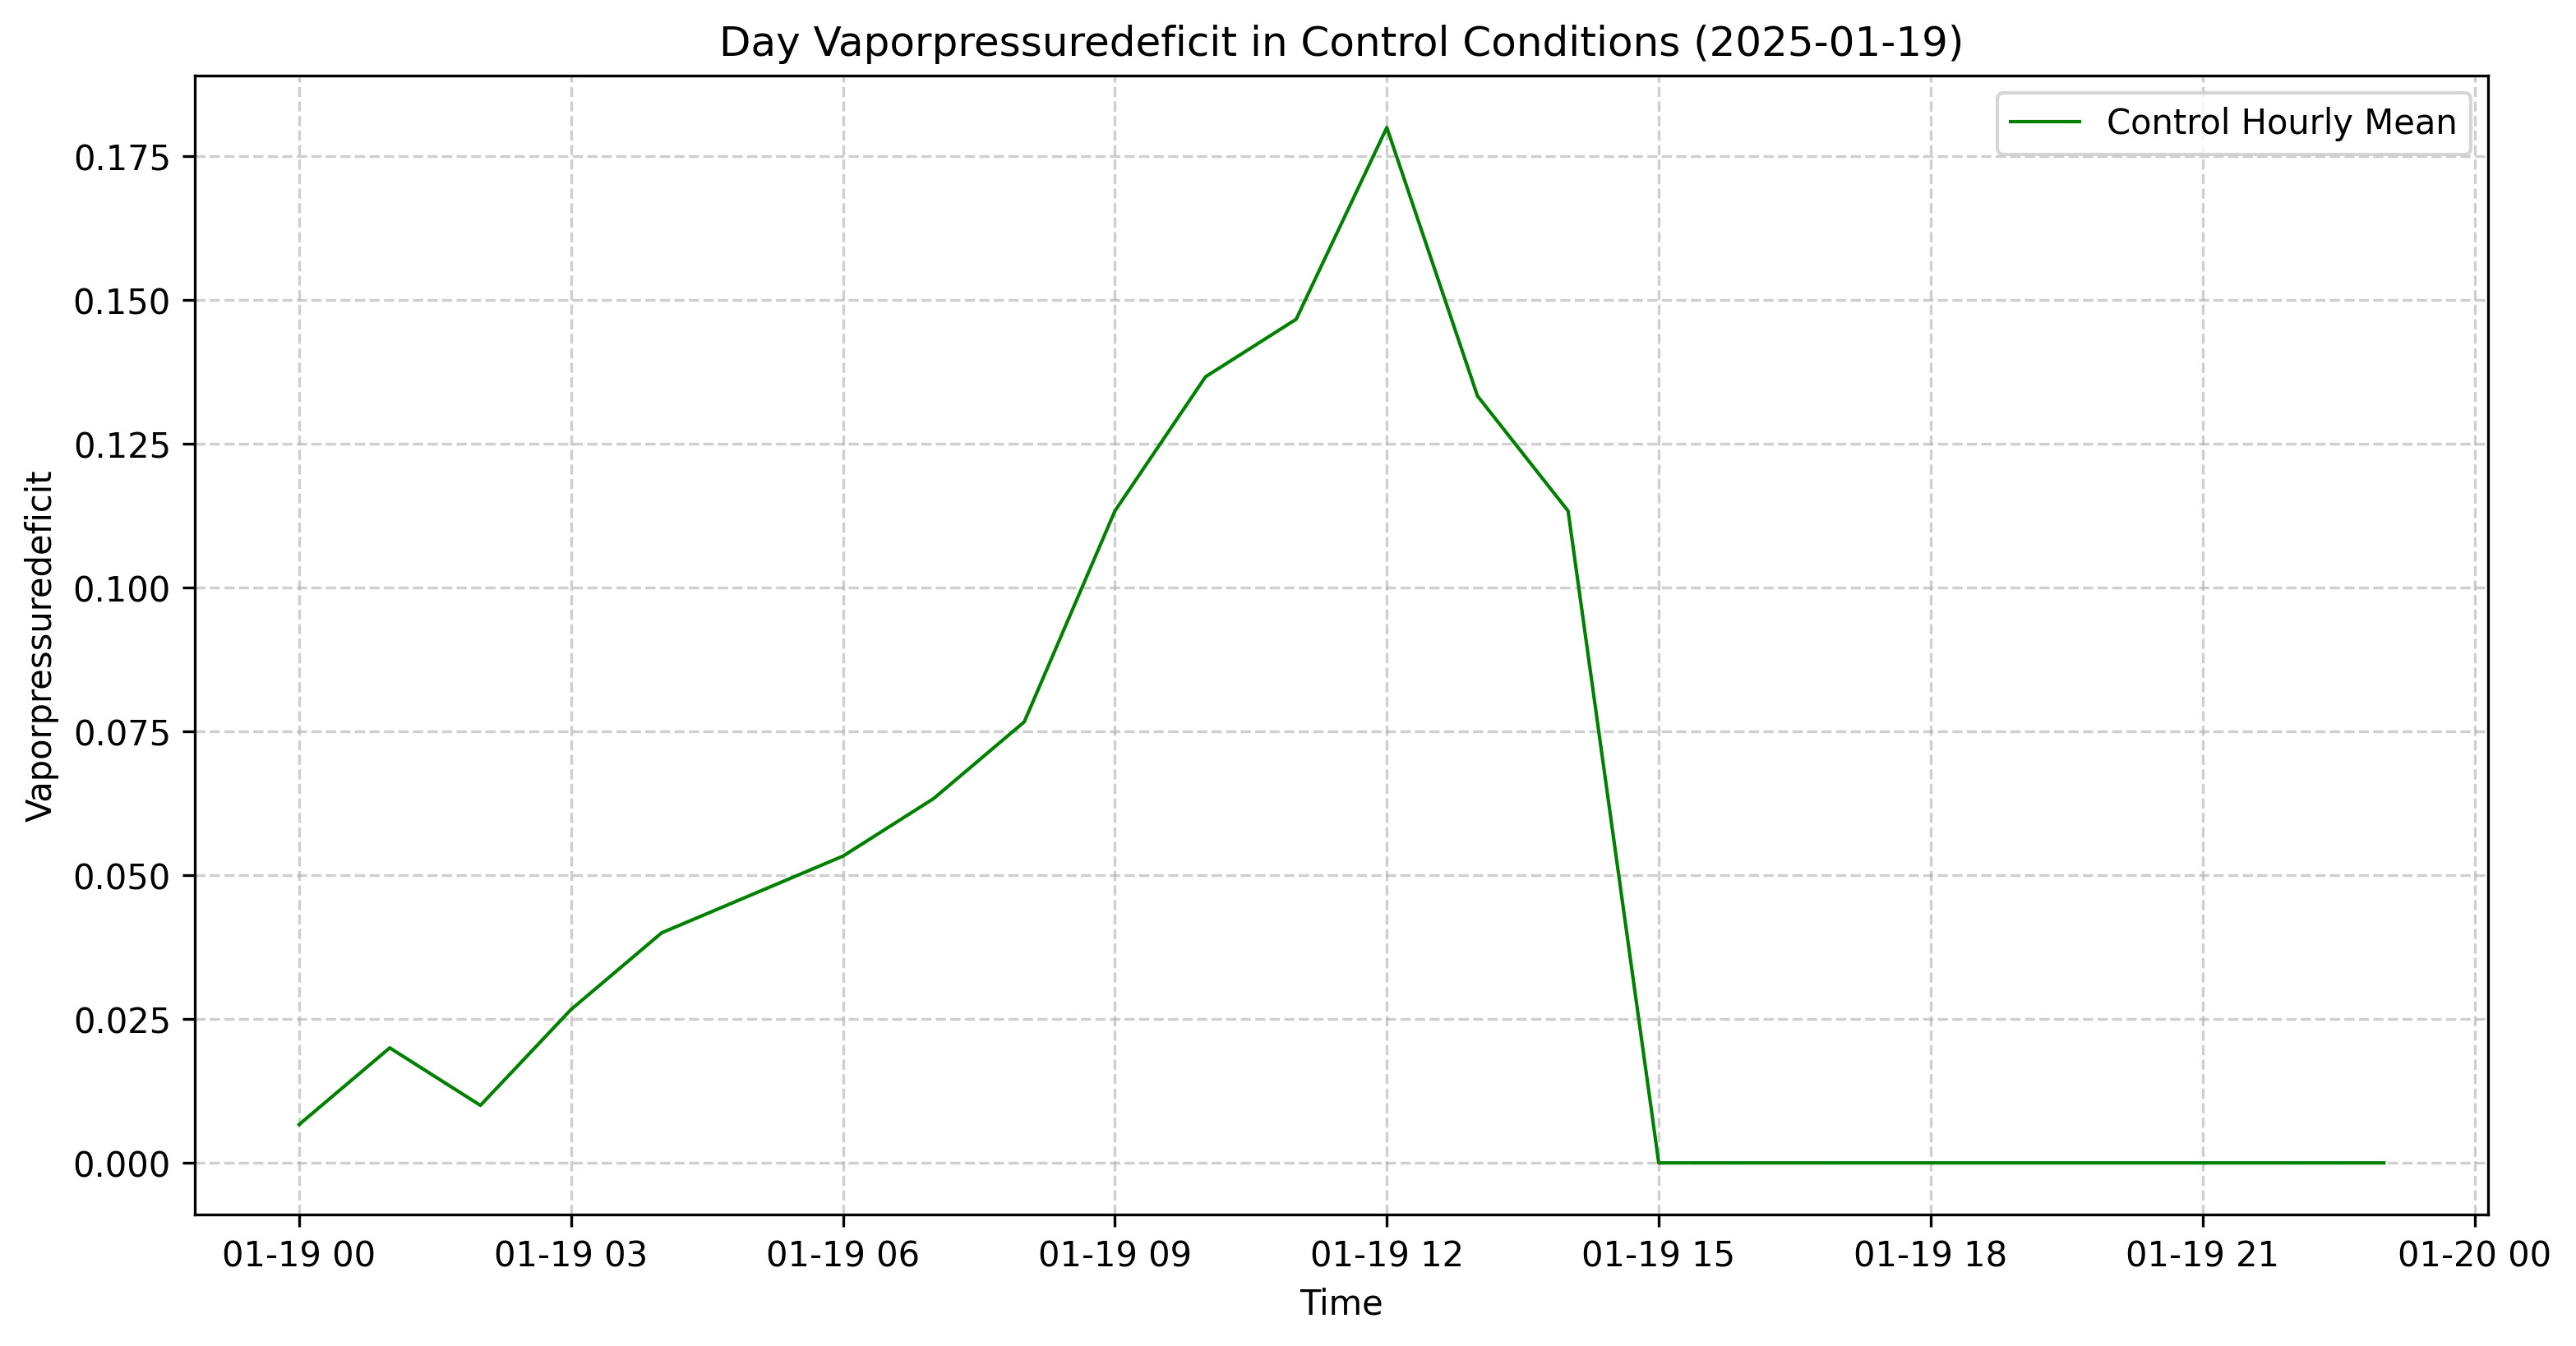 Day Vaporpressuredeficit in Control Conditions (2025-01-19)
Control Hourly Mean
Vaporpressuredeficit
0.175
0.150
0.125
0.100
0.075
0.050
0.025
0.000
01-19 00 01-19 03 01-19 06 01-19 09 01-19 12 01-19 15 01-19 18 01-19 21 01-20 00
Time